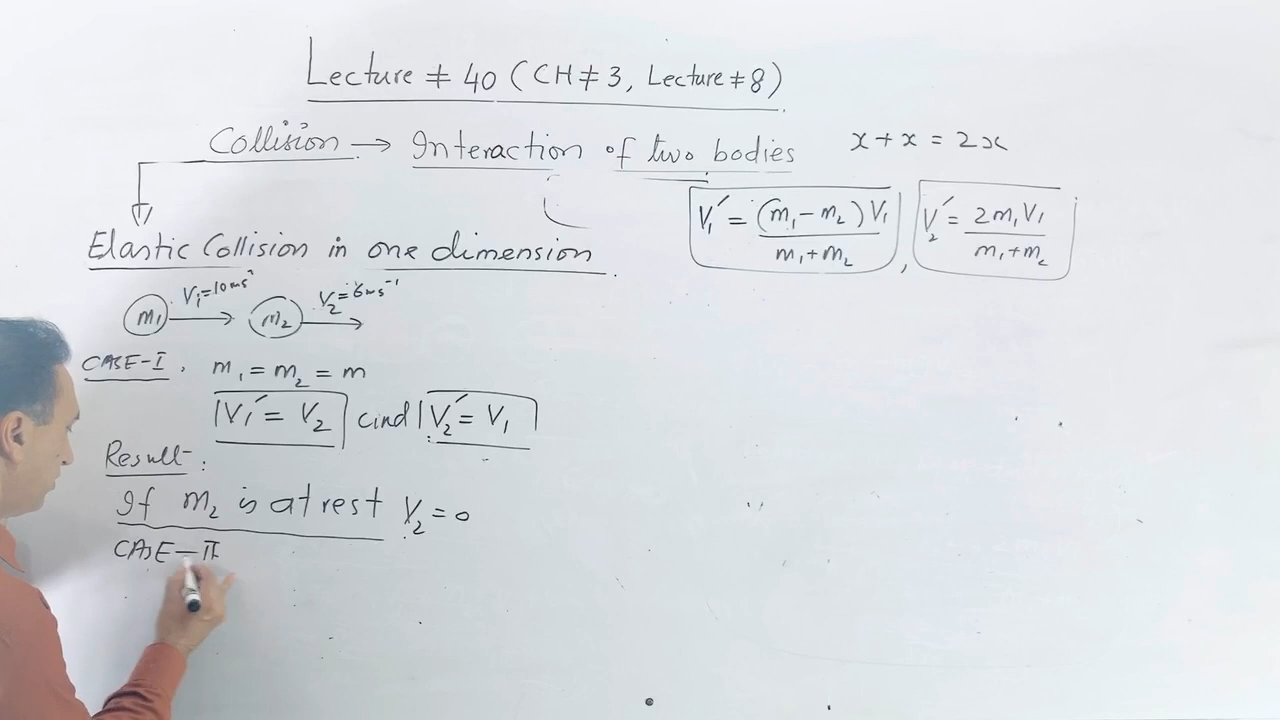 Lecture # 40 (CH # 3, Lecture # 8)
Collision → Interaction of two bodies
x + x = 2x
V₁′ = (m₁ - m₂) V₁ / m₁ + m₂ , V₂′ = 2m₁V₁ / m₁ + m₂
Elastic Collision in one dimension.
m₁ V₁ = 10ms⁻¹ m₂ V₂ = 6ms⁻¹
CASE-I. m₁ = m₂ = m
V₁′ = V₂ and V₂′ = V₁
Result:
If m₂ is at rest V₂ = 0
CASE-II